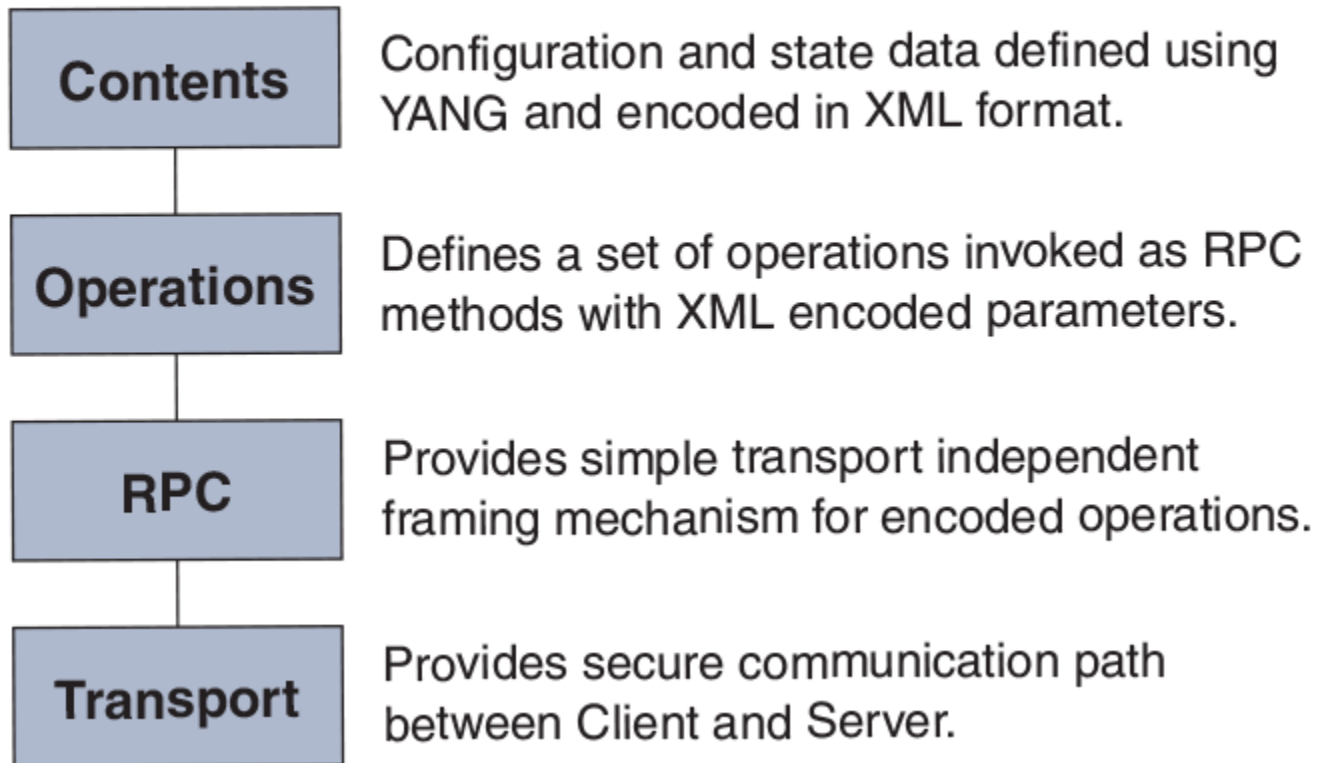 Contents
Configuration and state data defined using
YANG and encoded in XML format.
Operations
Defines a set of operations invoked as RPC
methods with XML encoded parameters.
RPC
Provides simple transport independent
framing mechanism for encoded operations.
Transport
Provides secure communication path
between Client and Server.